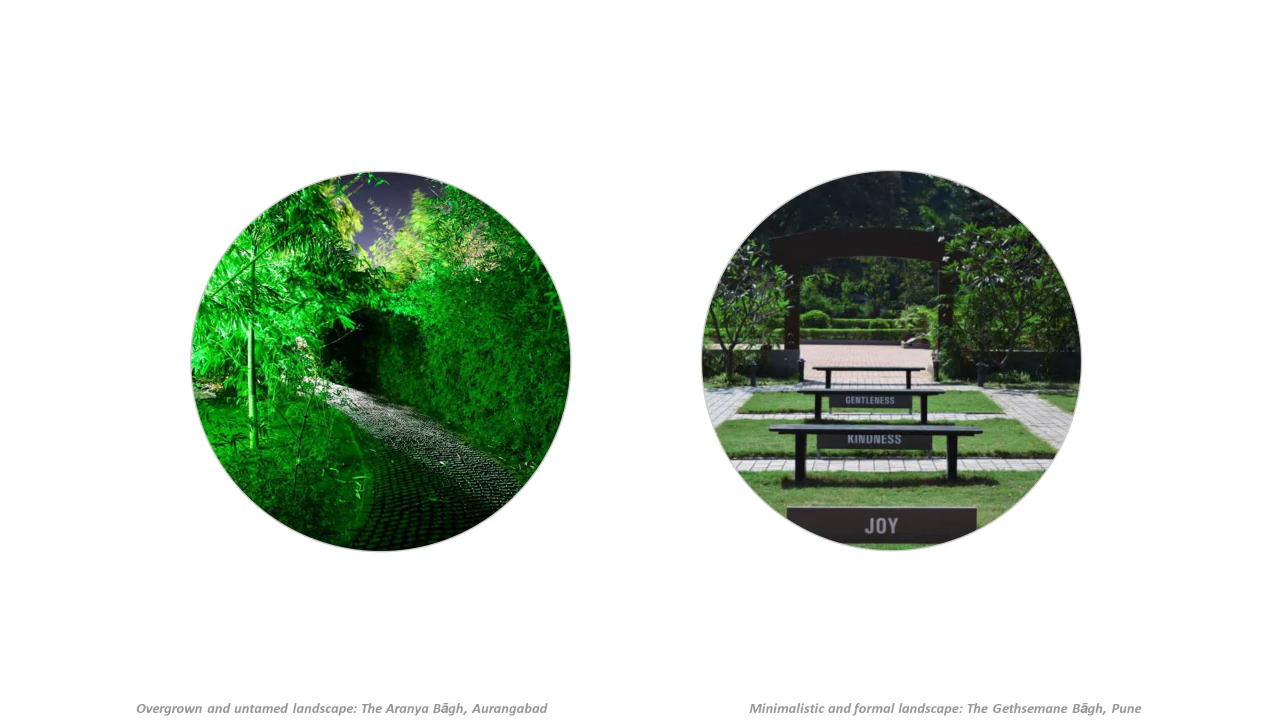 GENTLENESS
KINDNESS
JOY
Overgrown and untamed landscape: The Aranya Bāgh, Aurangabad
Minimalistic and formal landscape: The Gethsemane Bāgh, Pune